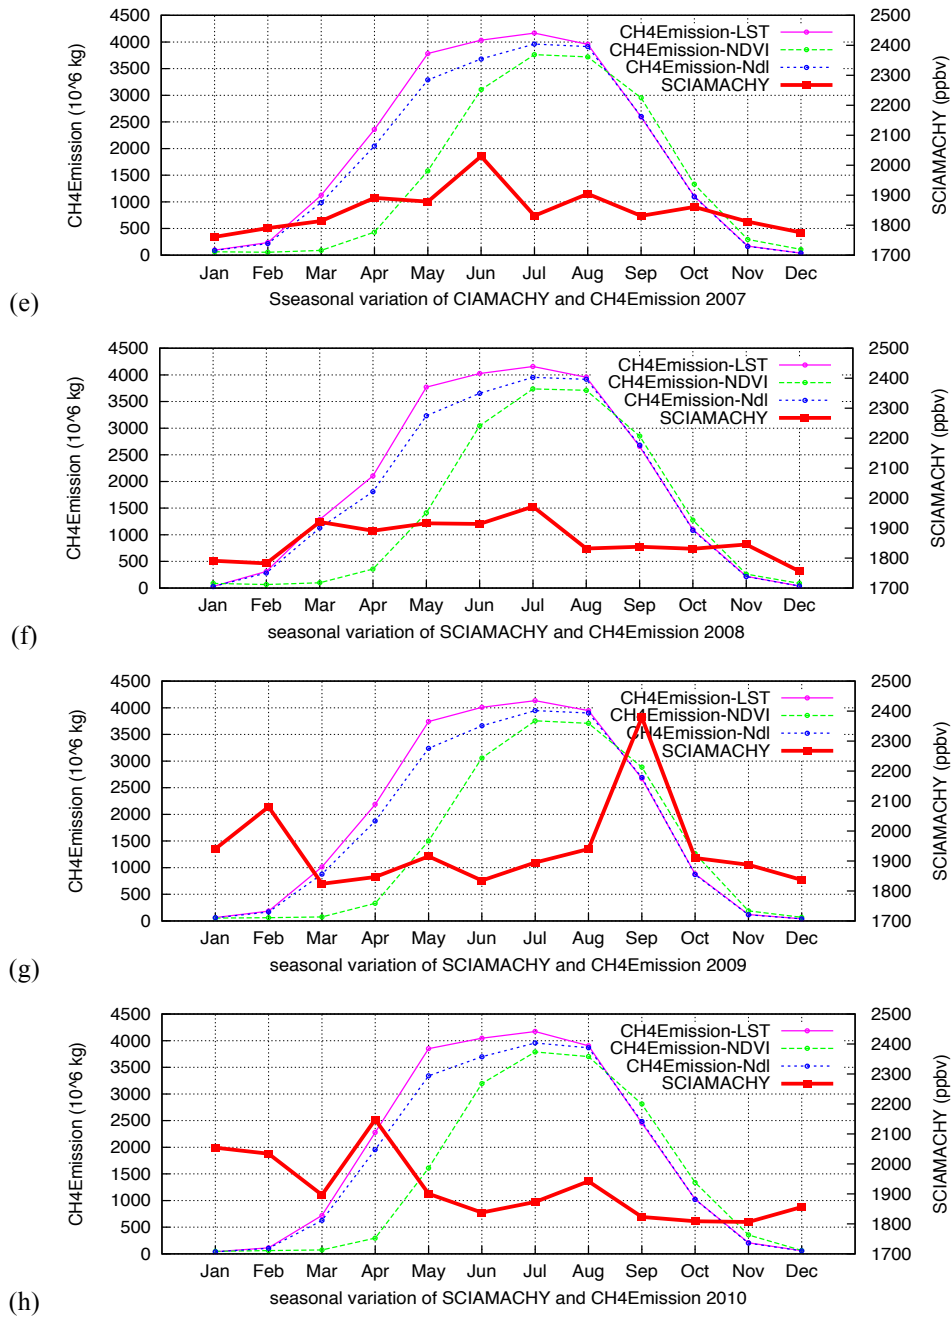 4500 2500
4000 CH4Emission-LST 2400
3500 CH4Emission-NDVI 2300
3000 CH4Emission-Ndl 2200
2500 SCIAMACHY 2100
2000 2000
1500 1900
1000 1800
500 1700
0
CH4Emission (10^6 kg)
SCIAMACHY (ppbv)
Jan Feb Mar Apr May Jun Jul Aug Sep Oct Nov Dec
(e) Sseasonal variation of CIAMACHY and CH4Emission 2007
4500 2500
4000 CH4Emission-LST 2400
3500 CH4Emission-NDVI 2300
3000 CH4Emission-Ndl 2200
2500 SCIAMACHY 2100
2000 2000
1500 1900
1000 1800
500 1700
0
CH4Emission (10^6 kg)
SCIAMACHY (ppbv)
Jan Feb Mar Apr May Jun Jul Aug Sep Oct Nov Dec
(f) seasonal variation of SCIAMACHY and CH4Emission 2008
4500 2500
4000 CH4Emission-LST 2400
3500 CH4Emission-NDVI 2300
3000 CH4Emission-Ndl 2200
2500 SCIAMACHY 2100
2000 2000
1500 1900
1000 1800
500 1700
0
CH4Emission (10^6 kg)
SCIAMACHY (ppbv)
Jan Feb Mar Apr May Jun Jul Aug Sep Oct Nov Dec
(g) seasonal variation of SCIAMACHY and CH4Emission 2009
4500 2500
4000 CH4Emission-LST 2400
3500 CH4Emission-NDVI 2300
3000 CH4Emission-Ndl 2200
2500 SCIAMACHY 2100
2000 2000
1500 1900
1000 1800
500 1700
0
CH4Emission (10^6 kg)
SCIAMACHY (ppbv)
Jan Feb Mar Apr May Jun Jul Aug Sep Oct Nov Dec
(h) seasonal variation of SCIAMACHY and CH4Emission 2010